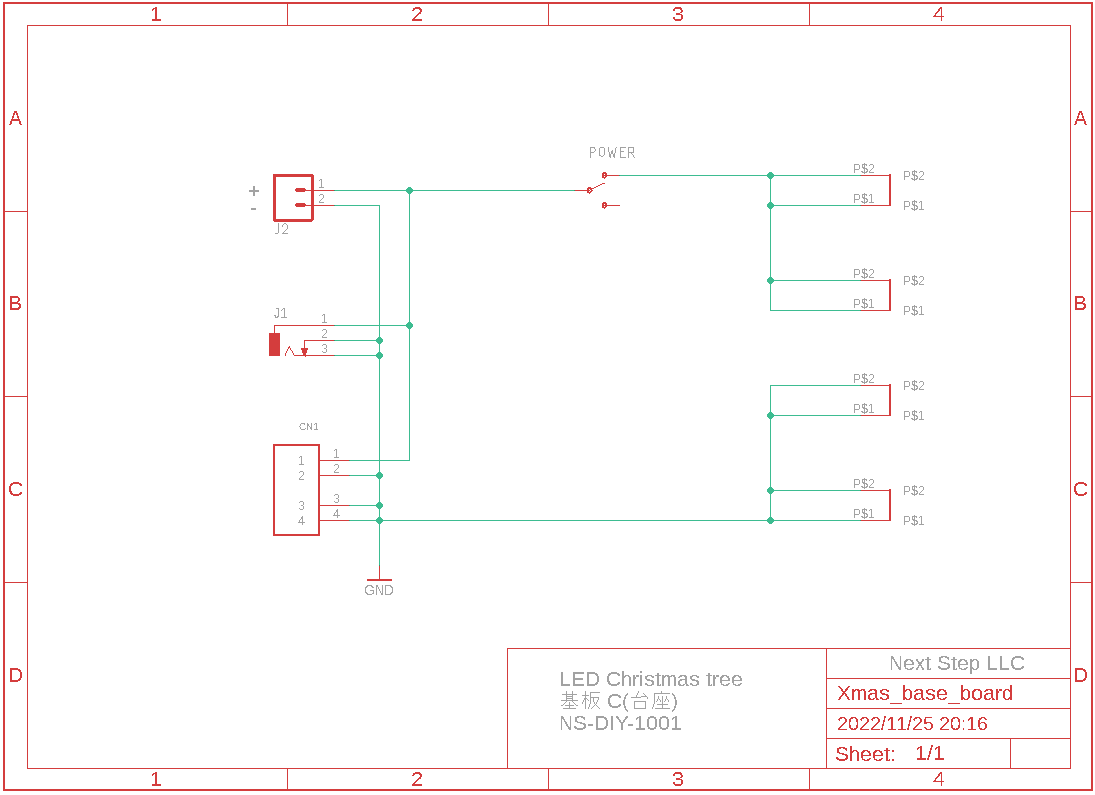 1 2 3 4
A A
POWER
P$2 P$2
P$1 P$1
+ 1
- 2
J2
P$2 P$2
P$1 P$1
B B
J1 1
2
3
P$2 P$2
P$1 P$1
CN1
1 1
2 2
3 3
4 4
C C
P$2 P$2
P$1 P$1
GND
D D
LED Christmas tree
基板 C(台座)
NS-DIY-1001
Next Step LLC
Xmas_base_board
2022/11/25 20:16
Sheet: 1/1
1 2 3 4